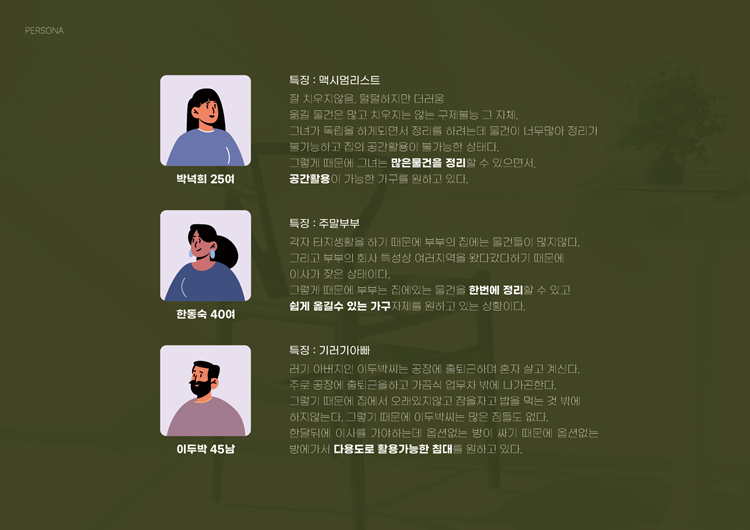 PERSONA
특징 : 맥시멈리스트
잘 치우지않음. 털털하지만 더러움
옮길 물건은 많고 치우지는 않는 구제불능 그 자체.
그녀가 독립을 하게되면서 정리를 하려는데 물건이 너무많아 정리가
불가능하고 집의 공간활용이 불가능한 상태다.
그렇게 때문에 그녀는 많은물건을 정리할 수 있으면서,
공간활용이 가능한 가구를 원하고 있다.
박넉희 25여
특징 : 주말부부
각자 타지생활을 하기 때문에 부부의 집에는 물건들이 많지않다.
그리고 부부의 회사 특성상 여러지역을 왔다갔다하기 때문에
이사가 잦은 상태이다.
그렇게 때문에 부부는 집에있는 물건을 한번에 정리할 수 있고
쉽게 옮길수 있는 가구자체를 원하고 있는 상황이다.
한동숙 40여
특징 : 기러기아빠
러기 아버지인 이두박씨는 공장에 출퇴근하며 혼자 살고 계신다.
주로 공장에 출퇴근을하고 가끔식 업무차 밖에 나가곤한다.
그렇기 때문에 집에서 오래있지않고 잠을자고 밥을 먹는 것 밖에
하지않는다. 그렇기 때문에 이두박씨는 많은 짐들도 없다.
한달뒤에 이사를 가야하는데 옵션없는 방이 싸기 때문에 옵션없는
방에가서 다용도로 활용가능한 침대를 원하고 있다.
이두박 45남